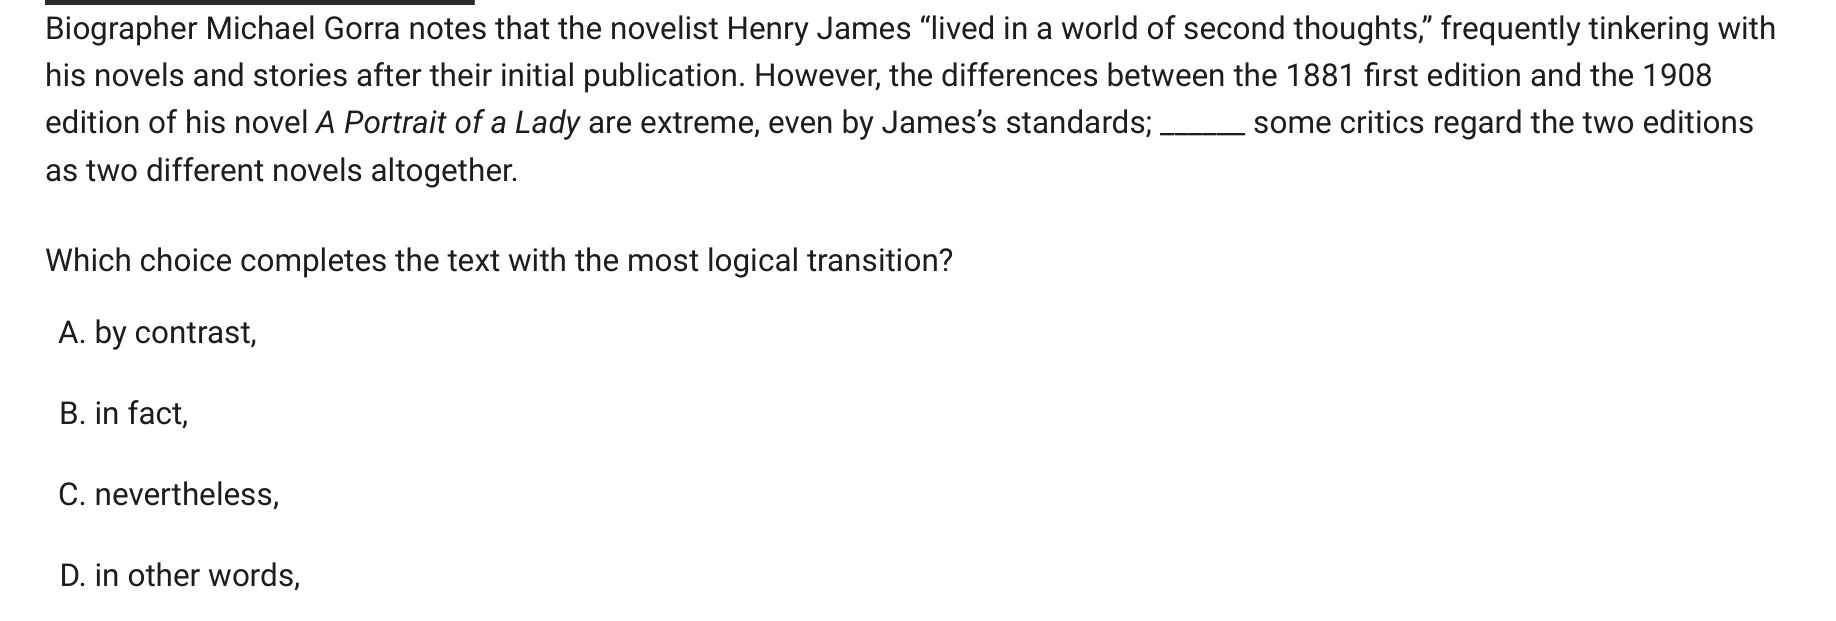 Biographer Michael Gorra notes that the novelist Henry James “lived in a world of second thoughts,” frequently tinkering with
his novels and stories after their initial publication. However, the differences between the 1881 first edition and the 1908
edition of his novel A Portrait of a Lady are extreme, even by James’s standards; ______ some critics regard the two editions
as two different novels altogether.
Which choice completes the text with the most logical transition?
A. by contrast,
B. in fact,
C. nevertheless,
D. in other words,